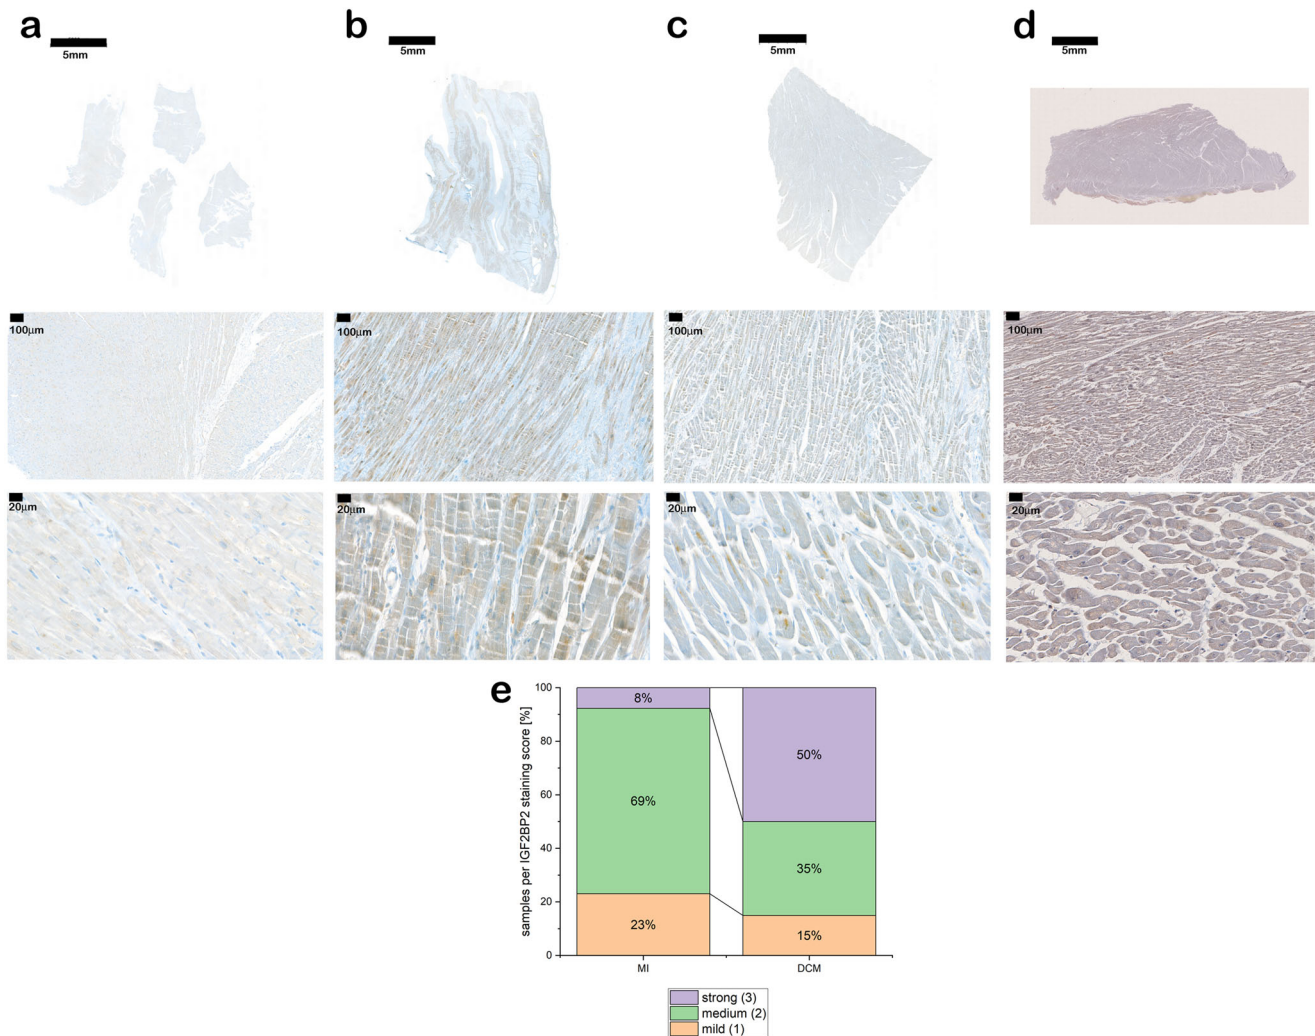 a
5mm
b
5mm
c
5mm
d
5mm
100µm
100µm
100µm
100µm
20µm
20µm
20µm
20µm
e
samples per IGF2BP2 staining score [%]
100
80
60
40
20
0
8%
69%
23%
50%
35%
15%
MI
DCM
strong (3)
medium (2)
mild (1)